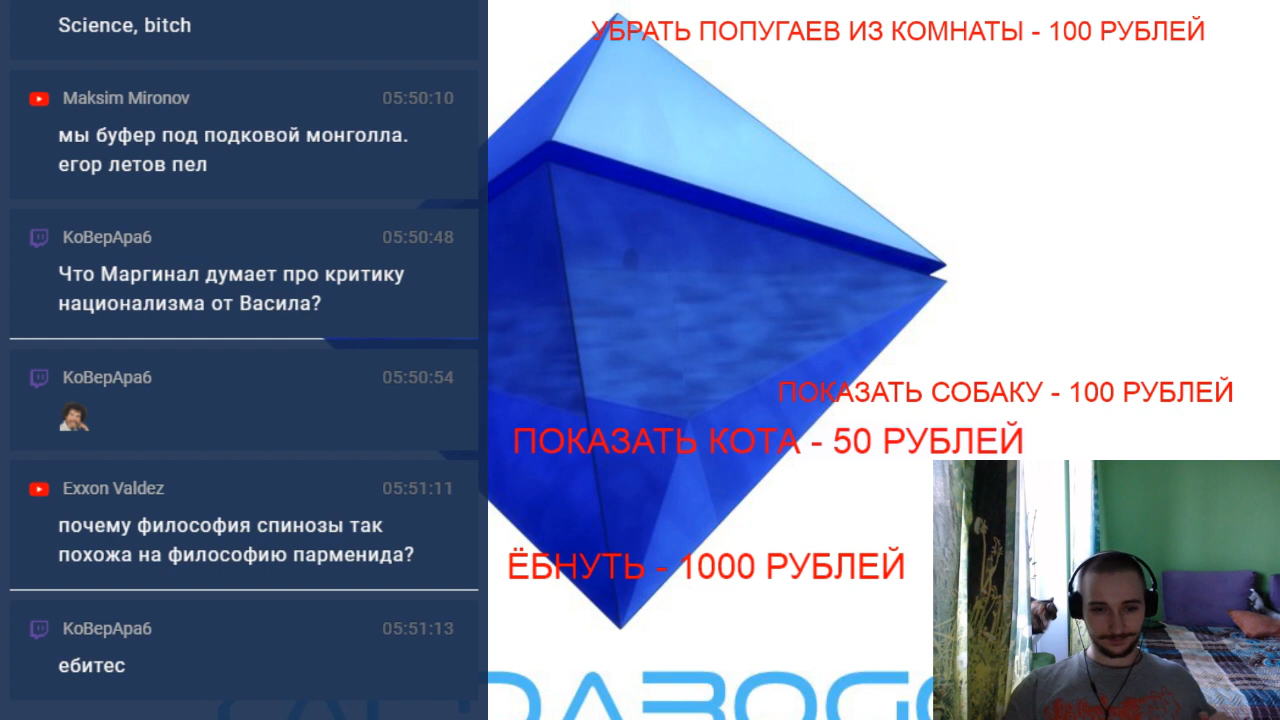 Science, bitch
Maksim Mironov 05:50:10
мы буфер под подковой монголла.
егор летов пел
KoBepApa6 05:50:48
Что Маргинал думает про критику
национализма от Васила?
KoBepApa6 05:50:54
Exxon Valdez 05:51:11
почему философия спинозы так
похожа на философию парменида?
KoBepApa6 05:51:13
ебитес
УБРАТЬ ПОПУГАЕВ ИЗ КОМНАТЫ - 100 РУБЛЕЙ
ПОКАЗАТЬ СОБАКУ - 100 РУБЛЕЙ
ПОКАЗАТЬ КОТА - 50 РУБЛЕЙ
ЁБНУТЬ - 1000 РУБЛЕЙ